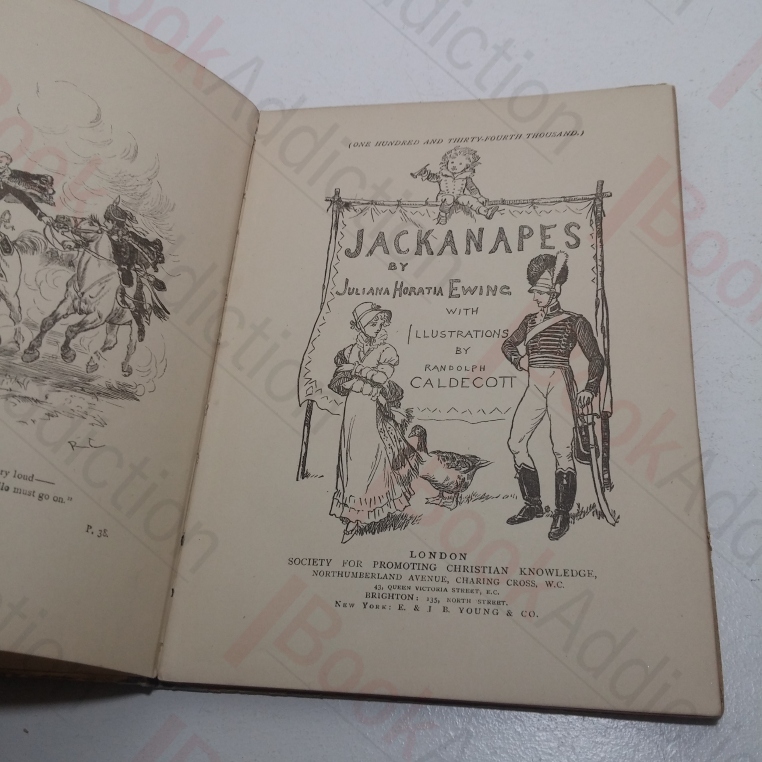 ry loud—
le must go on."
P. 38.
(ONE HUNDRED AND THIRTY-FOURTH THOUSAND.)
JACKANAPES
BY
JULIANA HORATIA EWING
WITH
ILLUSTRATIONS
BY
RANDOLPH
CALDECOTT
LONDON
SOCIETY FOR PROMOTING CHRISTIAN KNOWLEDGE,
NORTHUMBERLAND AVENUE, CHARING CROSS, W.C.
43, QUEEN VICTORIA STREET, E.C.
BRIGHTON: 135, NORTH STREET.
NEW YORK: E. & J. B. YOUNG & CO.
BookAddiction